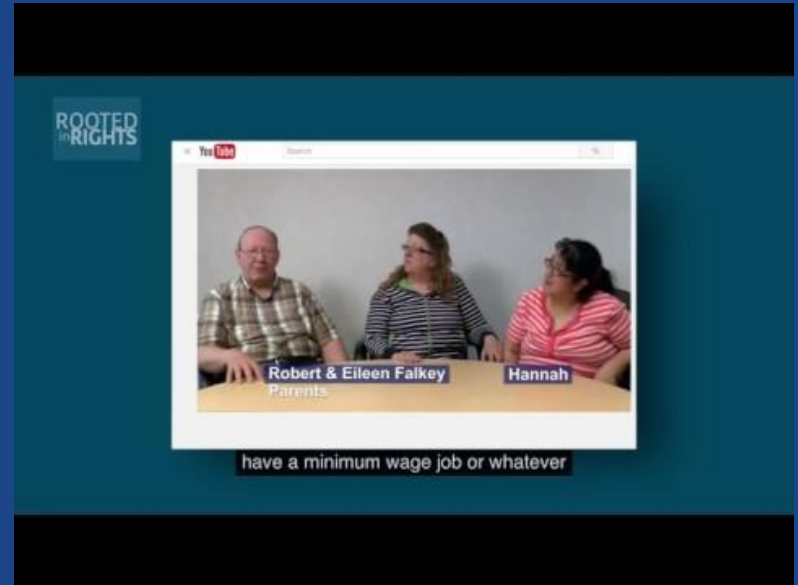 ROOTED
in RIGHTS
YouTube
Search
Robert & Eileen Falkey
Parents
Hannah
have a minimum wage job or whatever